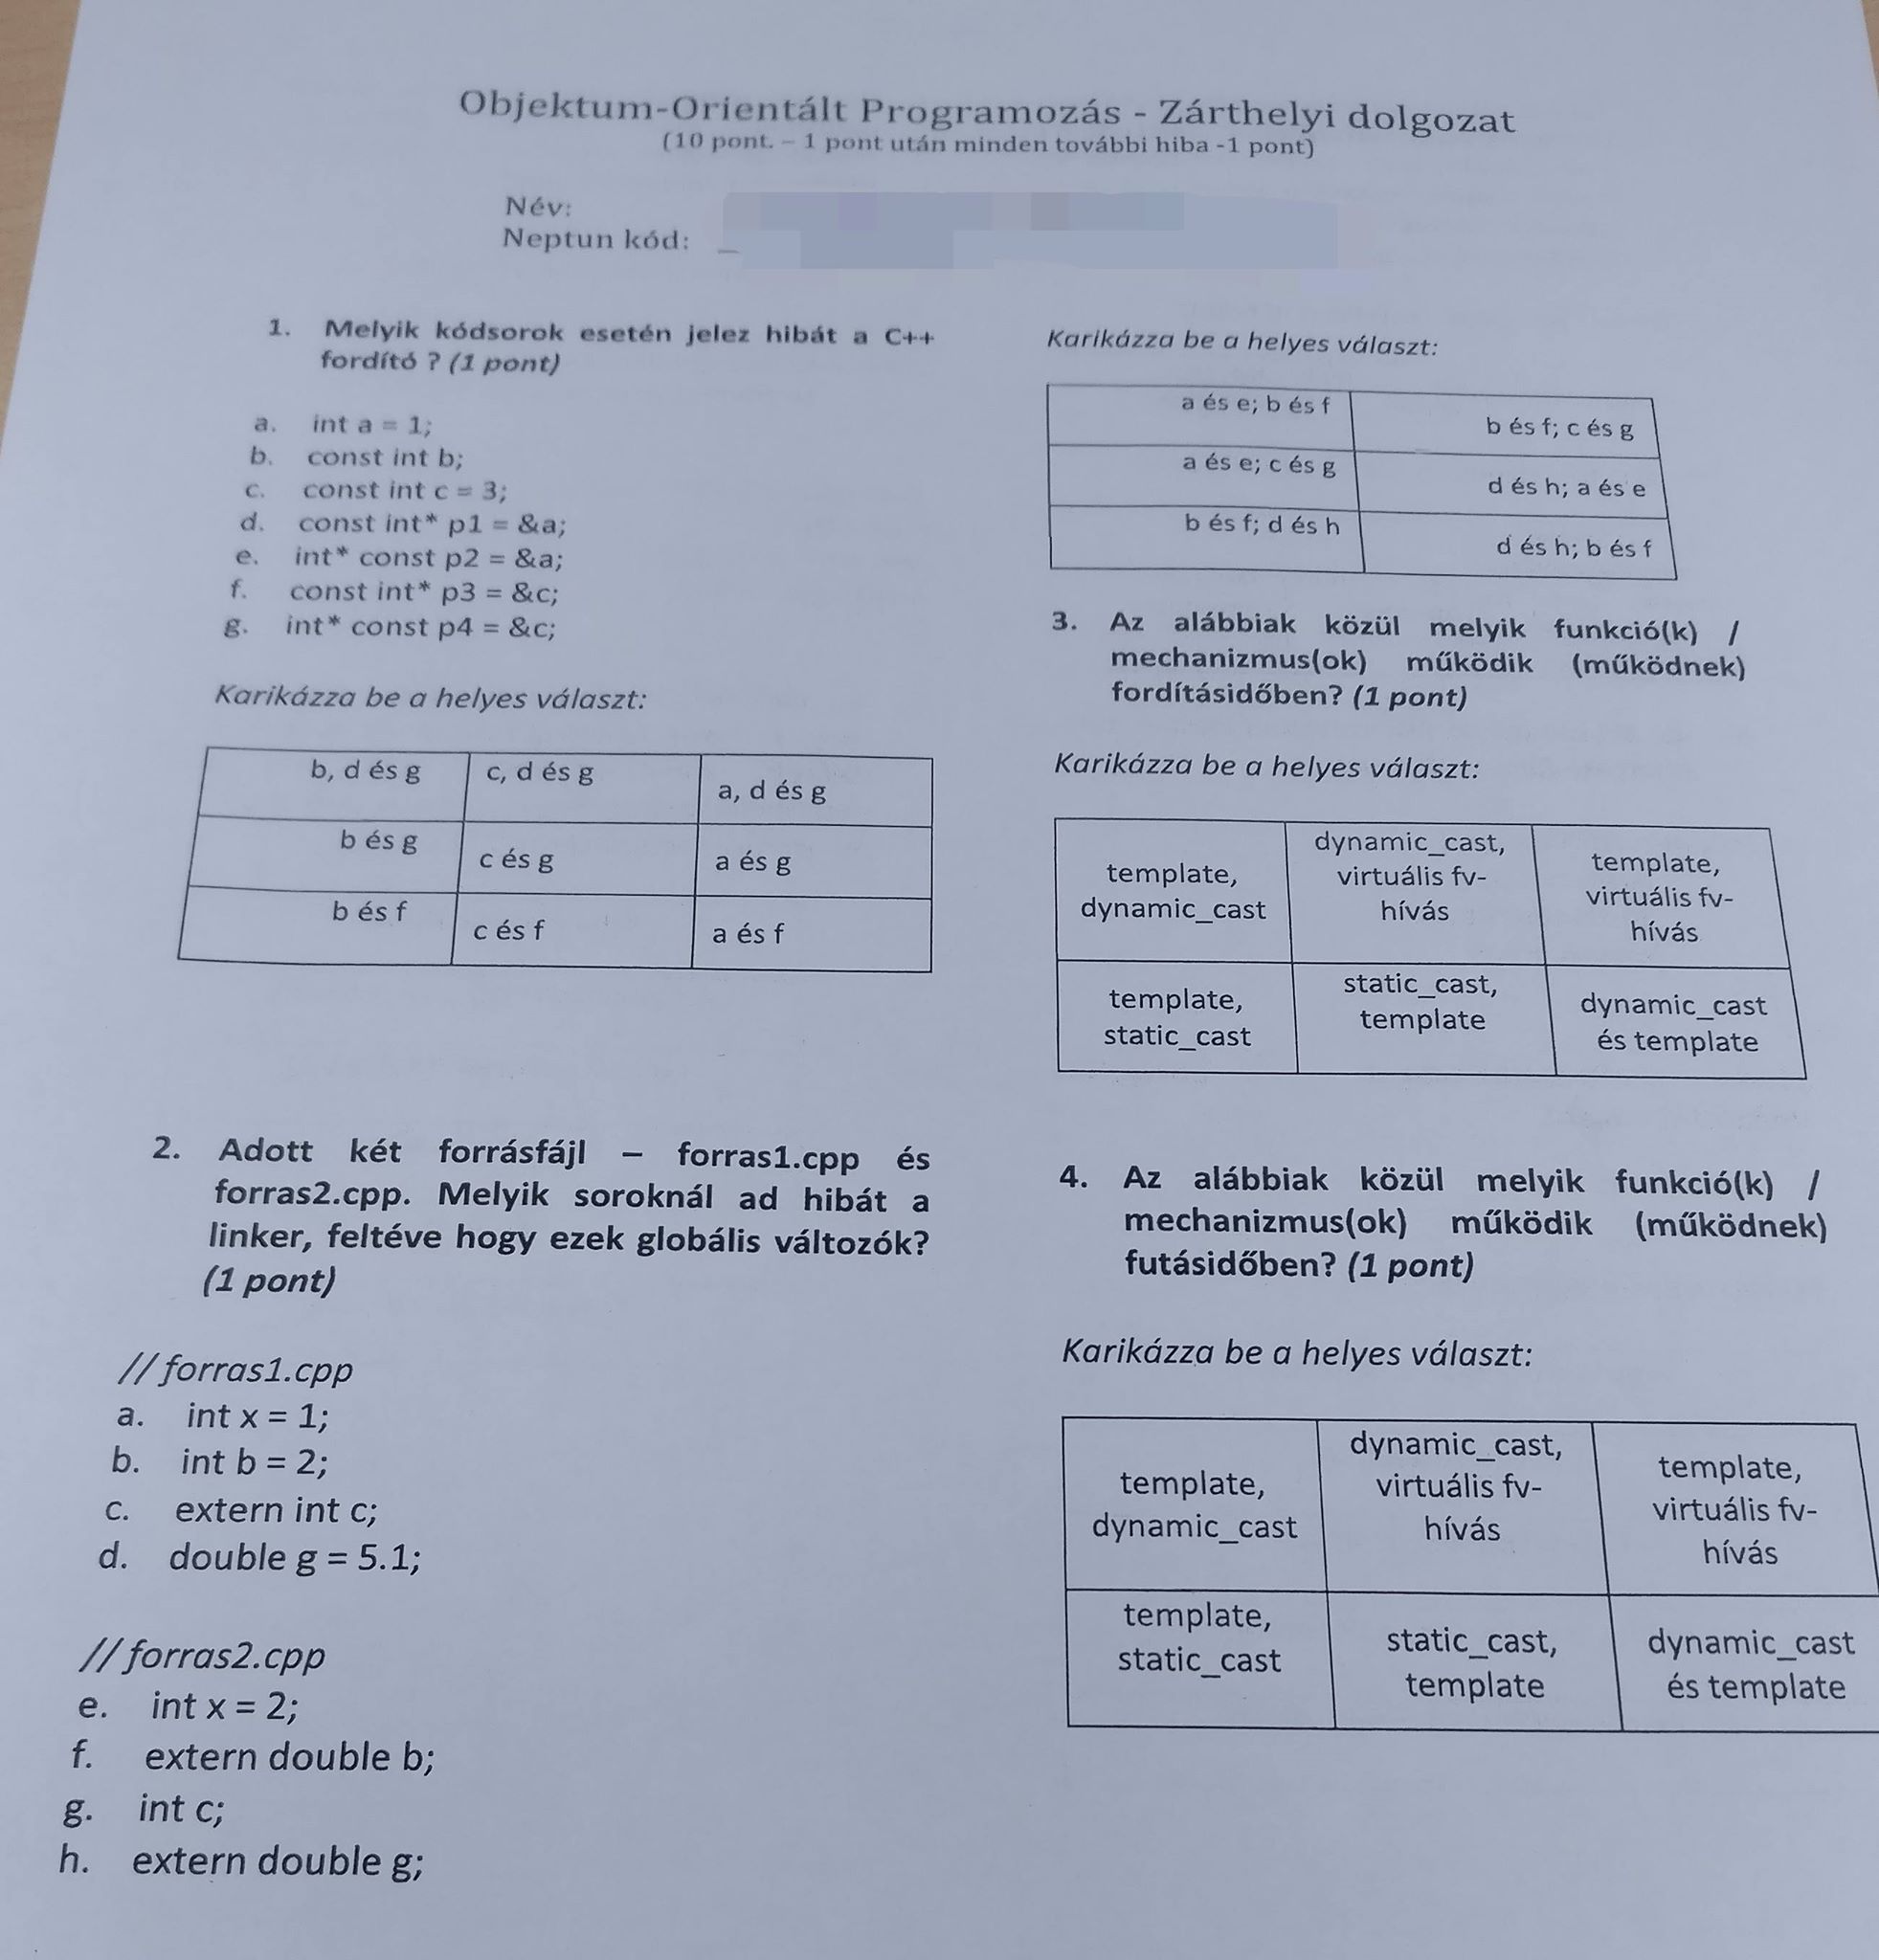 Objektum-Orientált Programozás - Zárthelyi dolgozat
(10 pont. – 1 pont után minden további hiba -1 pont)
Név:
Neptun kód: _
1. Melyik kódsorok esetén jelez hibát a C++
fordító ? (1 pont)
a. int a = 1;
b. const int b;
c. const int c = 3;
d. const int* p1 = &a;
e. int* const p2 = &a;
f. const int* p3 = &c;
g. int* const p4 = &c;
Karikázza be a helyes választ:
b, d és g
c, d és g
a, d és g
b és g
c és g
a és g
b és f
c és f
a és f
2. Adott két forrásfájl – forras1.cpp és
forras2.cpp. Melyik soroknál ad hibát a
linker, feltéve hogy ezek globális változók?
(1 pont)
//forras1.cpp
a. int x = 1;
b. int b = 2;
c. extern int c;
d. double g = 5.1;
//forras2.cpp
e. int x = 2;
f. extern double b;
g. int c;
h. extern double g;
Karikázza be a helyes választ:
a és e; b és f
b és f; c és g
a és e; c és g
d és h; a és e
b és f; d és h
d és h; b és f
3. Az alábbiak közül melyik funkció(k) /
mechanizmus(ok) működik (működnek)
fordításidőben? (1 pont)
Karikázza be a helyes választ:
template,
dynamic_cast
dynamic_cast,
virtuális fv-
hívás
template,
virtuális fv-
hívás
template,
static_cast
static_cast,
template
dynamic_cast
és template
4. Az alábbiak közül melyik funkció(k) /
mechanizmus(ok) működik (működnek)
futásidőben? (1 pont)
Karikázza be a helyes választ:
template,
dynamic_cast
dynamic_cast,
virtuális fv-
hívás
template,
virtuális fv-
hívás
template,
static_cast
static_cast,
template
dynamic_cast
és template